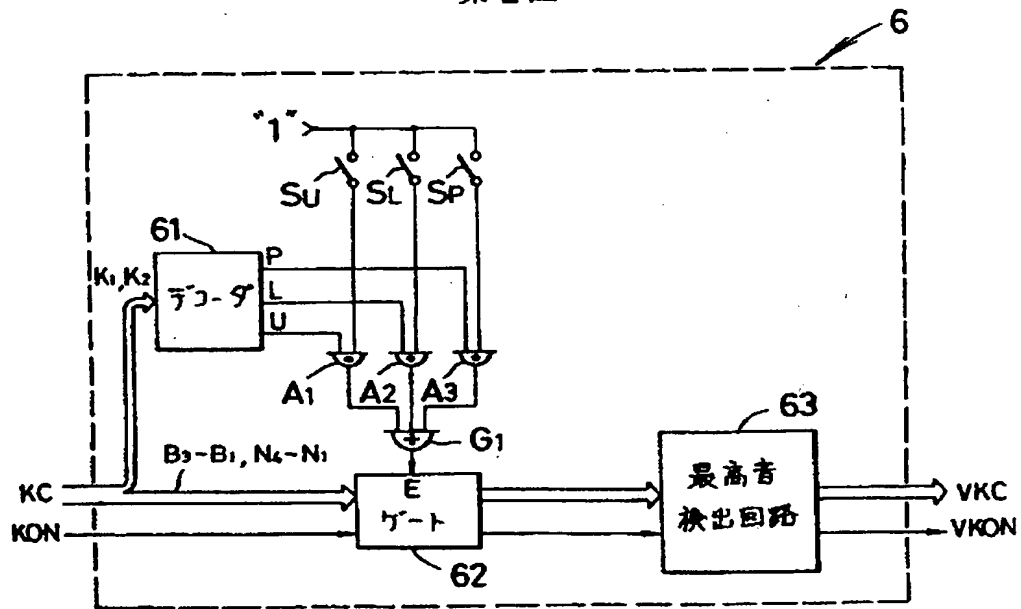 6
"1"
SU SL SP
61
K1, K2
デコーダ
P
L
U
A1 A2 A3
G1
63
B3~B1, N4~N1
KC
KON
E
ゲート
62
最高音
検出回路
VKC
VKON